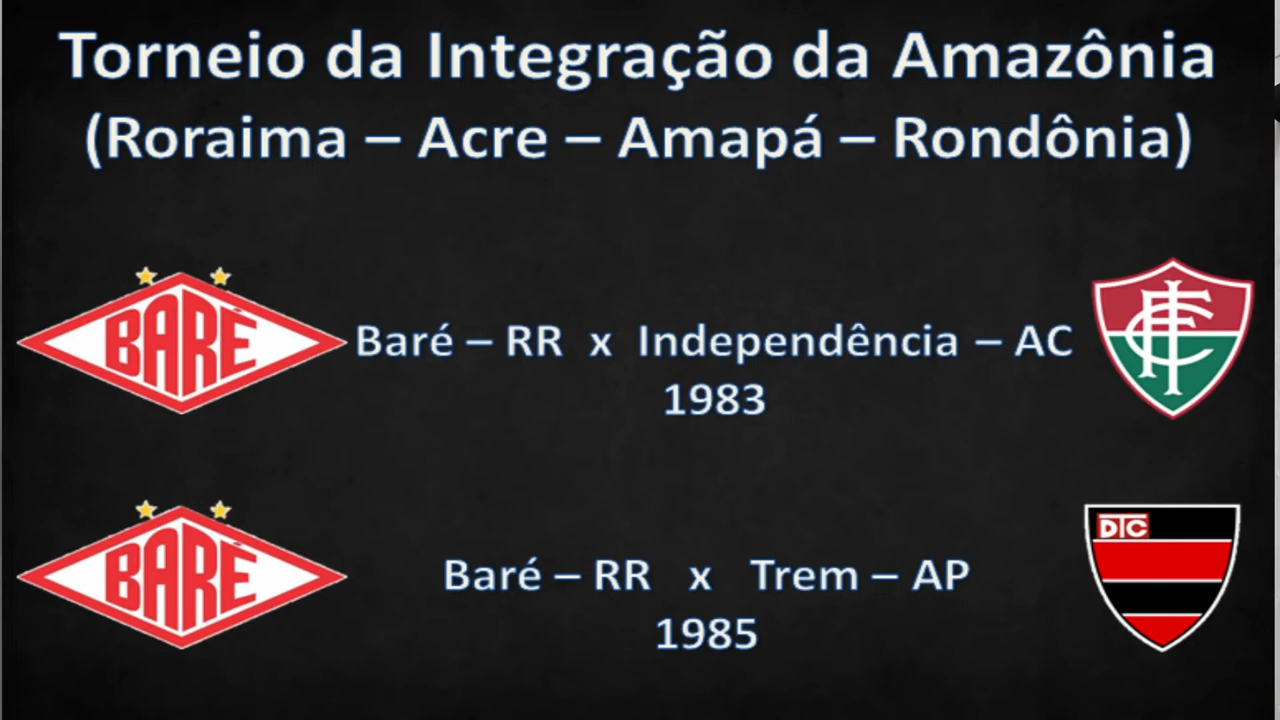 Torneio da Integração da Amazônia
(Roraima – Acre – Amapá – Rondônia)
BARÉ
Baré – RR x Independência – AC
1983
BARÉ
Baré – RR x Trem – AP
1985
DTC